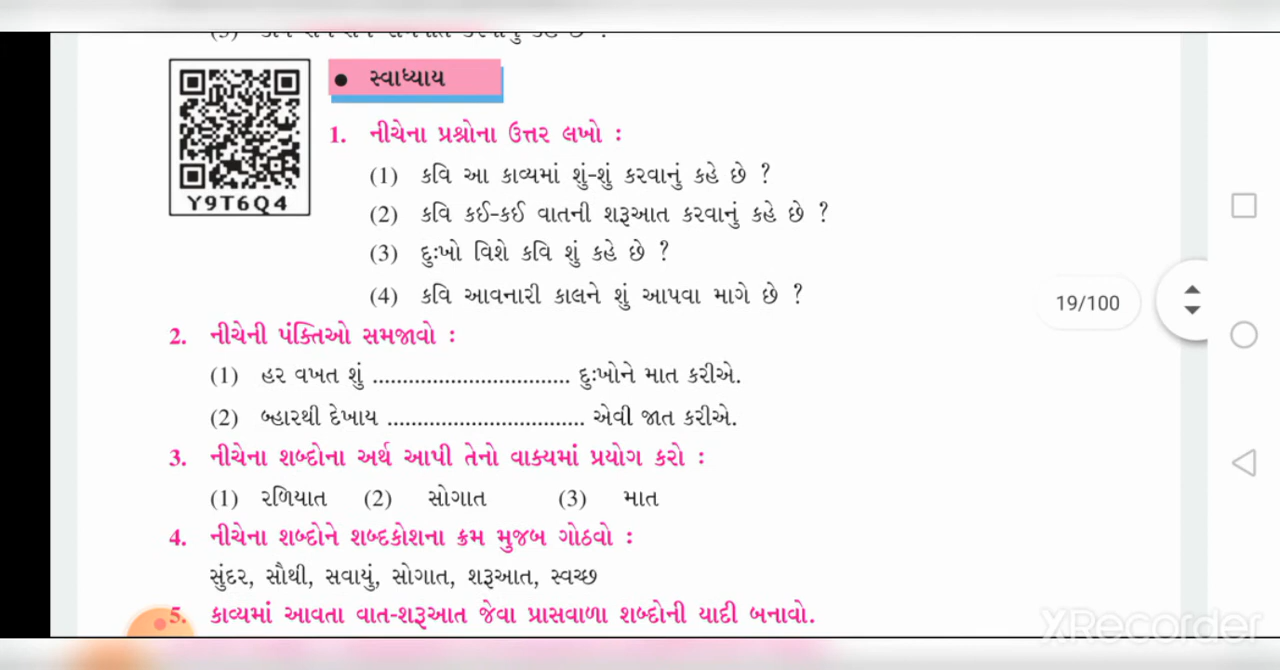 સ્વાધ્યાય
1. નીચેના પ્રશ્નોના ઉત્તર લખો :
(1) કવિ આ કાવ્યમાં શું-શું કરવાનું કહે છે ?
(2) કવિ કઈ-કઈ વાતની શરૂઆત કરવાનું કહે છે ?
Y9T6Q4
(3) દુઃખો વિશે કવિ શું કહે છે ?
(4) કવિ આવનારી કાલને શું આપવા માગે છે ?
19/100
2. નીચેની પંક્તિઓ સમજાવો :
(1) હર વખત શું ................................. દુઃખોને માત કરીએ.
(2) બ્હારથી દેખાય ................................. એવી જાત કરીએ.
3. નીચેના શબ્દોના અર્થ આપી તેનો વાક્યમાં પ્રયોગ કરો :
(1) રળિયાત (2) સોગાત (3) માત
4. નીચેના શબ્દોને શબ્દકોશના ક્રમ મુજબ ગોઠવો :
સુંદર, સૌથી, સવાયું, સોગાત, શરૂઆત, સ્વચ્છ
5. કાવ્યમાં આવતા વાત-શરૂઆત જેવા પ્રાસવાળા શબ્દોની યાદી બનાવો.
XRecorder